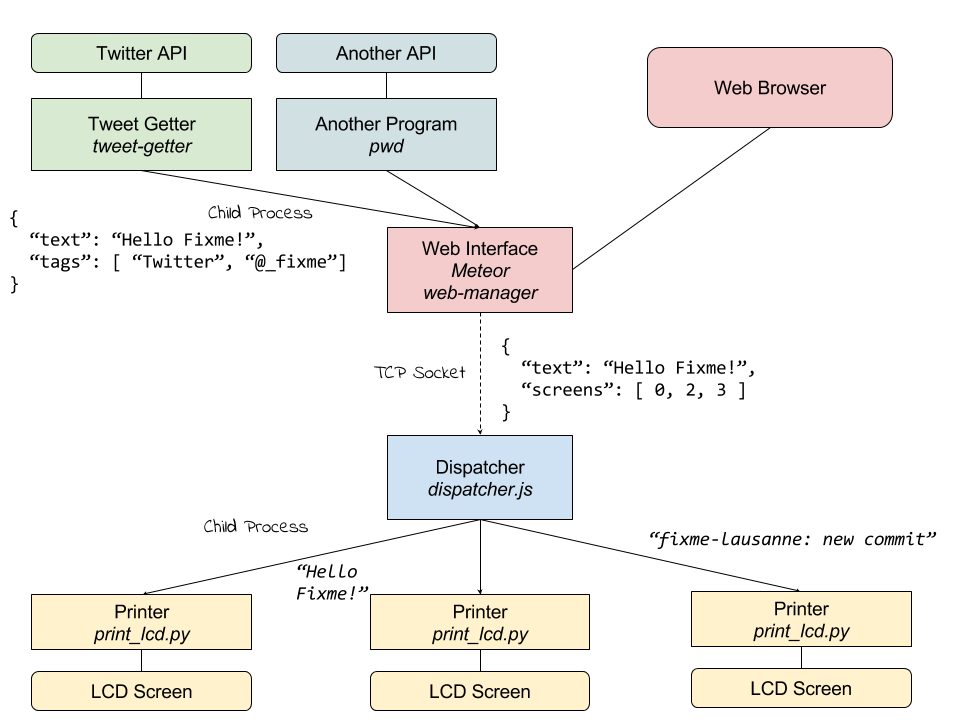 Twitter API
Another API
Web Browser
Tweet Getter
tweet-getter
Another Program
pwd
Child Process
{
“text”: “Hello Fixme!”,
“tags”: [ “Twitter”, “@_fixme”]
}
Web Interface
Meteor
web-manager
TCP Socket
{
“text”: “Hello Fixme!”,
“screens”: [ 0, 2, 3 ]
}
Dispatcher
dispatcher.js
Child Process
“Hello
Fixme!”
“fixme-lausanne: new commit”
Printer
print_lcd.py
Printer
print_lcd.py
Printer
print_lcd.py
LCD Screen
LCD Screen
LCD Screen